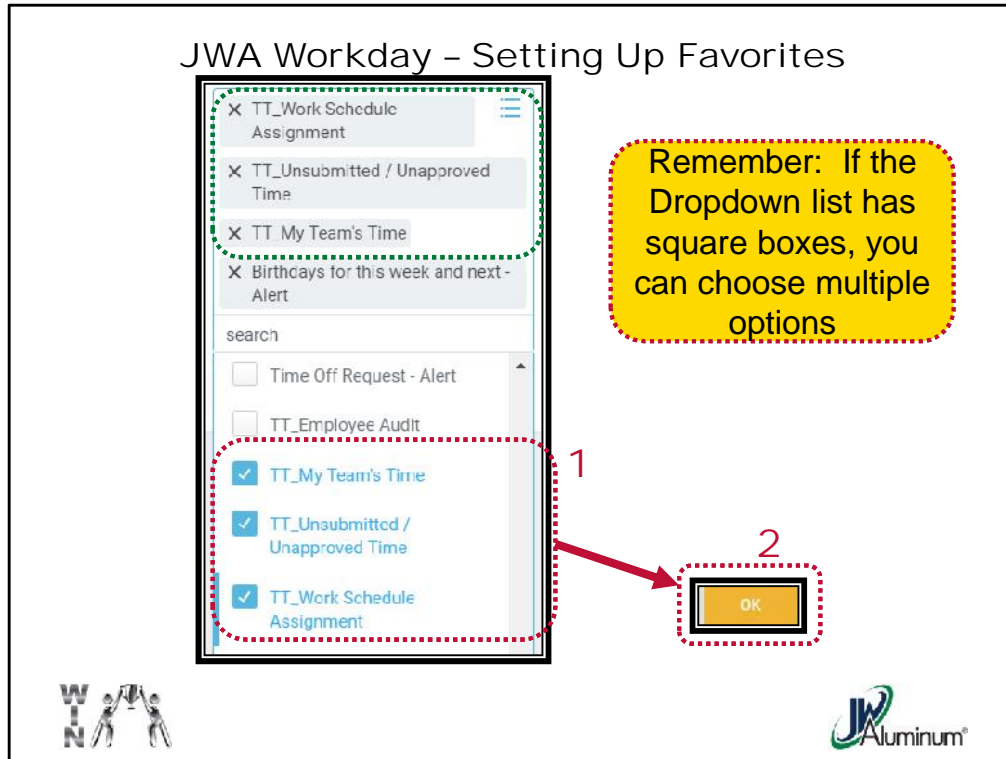 JWA Workday – Setting Up Favorites
× TT_Work Schedule
Assignment
× TT_Unsubmitted / Unapproved
Time
× TT_My Team's Time
× Birthdays for this week and next -
Alert
search
Time Off Request - Alert
TT_Employee Audit
TT_My Team's Time
TT_Unsubmitted /
Unapproved Time
TT_Work Schedule
Assignment
1
Remember: If the
Dropdown list has
square boxes, you
can choose multiple
options
2
OK
WIN
JW
Aluminum®